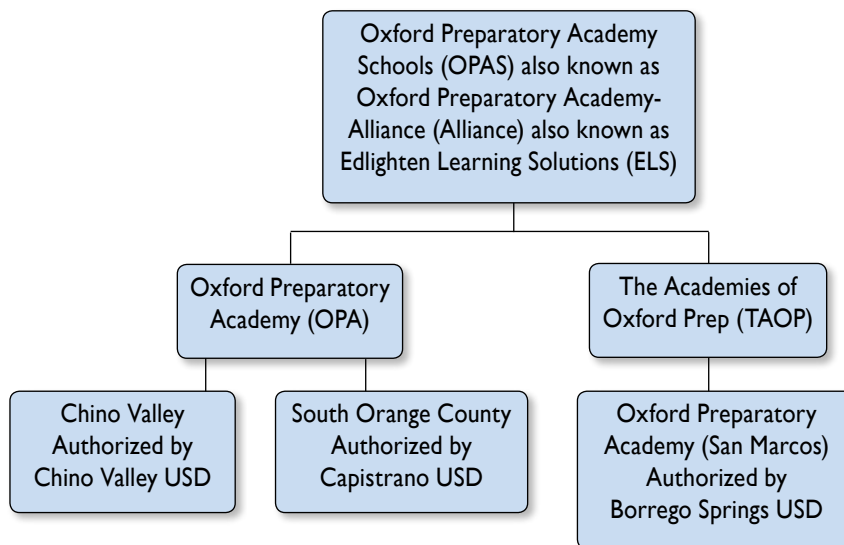 Oxford Preparatory Academy
Schools (OPAS) also known as
Oxford Preparatory Academy-
Alliance (Alliance) also known as
Edlighten Learning Solutions (ELS)
Oxford Preparatory
Academy (OPA)
The Academies of
Oxford Prep (TAOP)
Chino Valley
Authorized by
Chino Valley USD
South Orange County
Authorized by
Capistrano USD
Oxford Preparatory
Academy (San Marcos)
Authorized by
Borrego Springs USD